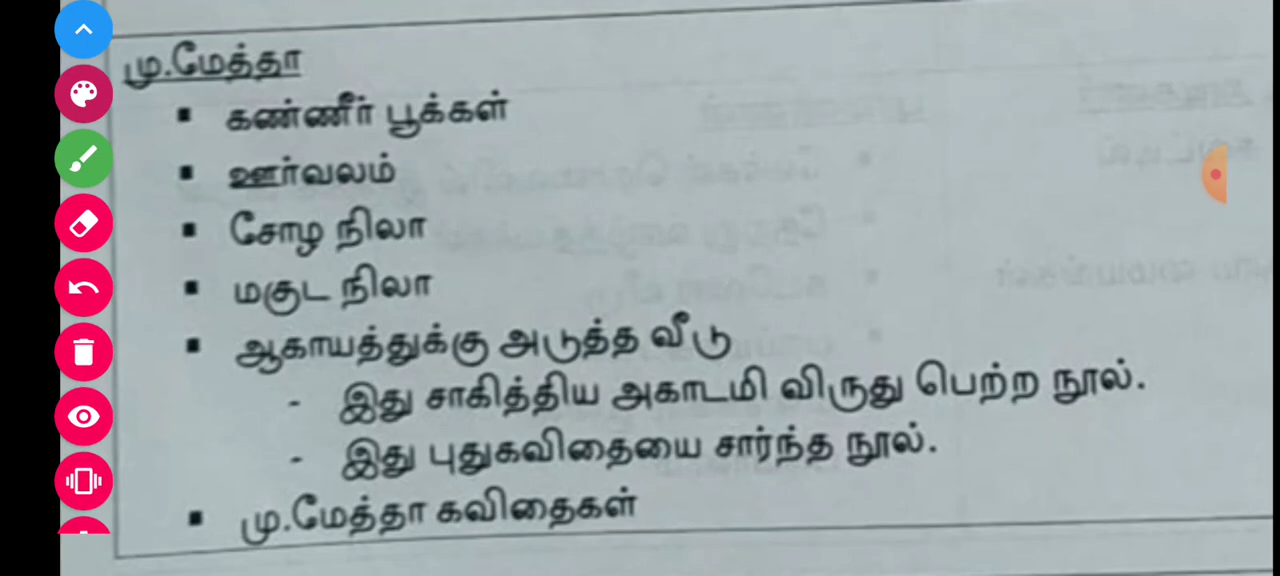 மு.மேத்தா
▪ கண்ணீர் பூக்கள்
▪ ஊர்வலம்
▪ சோழ நிலா
▪ மகுட நிலா
▪ ஆகாயத்துக்கு அடுத்த வீடு
- இது சாகித்திய அகாடமி விருது பெற்ற நூல்.
- இது புதுகவிதையை சார்ந்த நூல்.
▪ மு.மேத்தா கவிதைகள்